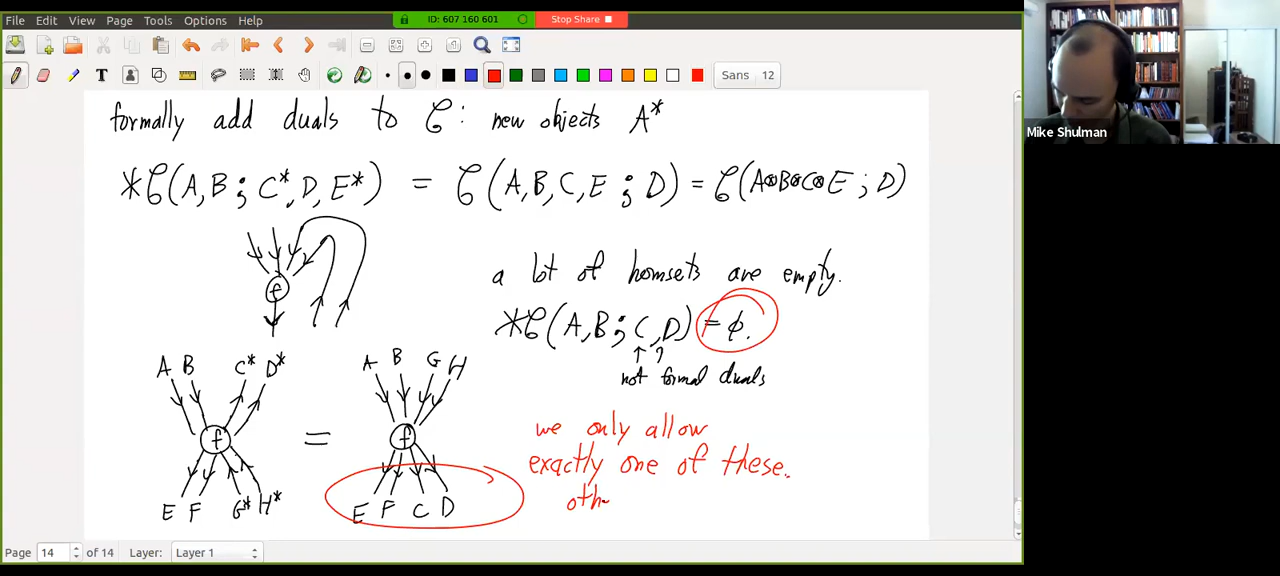 File Edit View Page Tools Options Help
ID: 607 160 601
Stop Share
Sans 12
Mike Shulman
formally add duals to C: new objects A*
*C(A,B; C*,D,E*) = C(A,B,C,E; D) = C(A⊗B⊗C⊗E; D)
f
a lot of homsets are empty.
*C(A,B; C,D) = ϕ.
not formal duals
A B C* D*
f
E F G* H*
=
A B G H
f
E F C D
we only allow
exactly one of these.
oth
Page 14 of 14 Layer: Layer 1